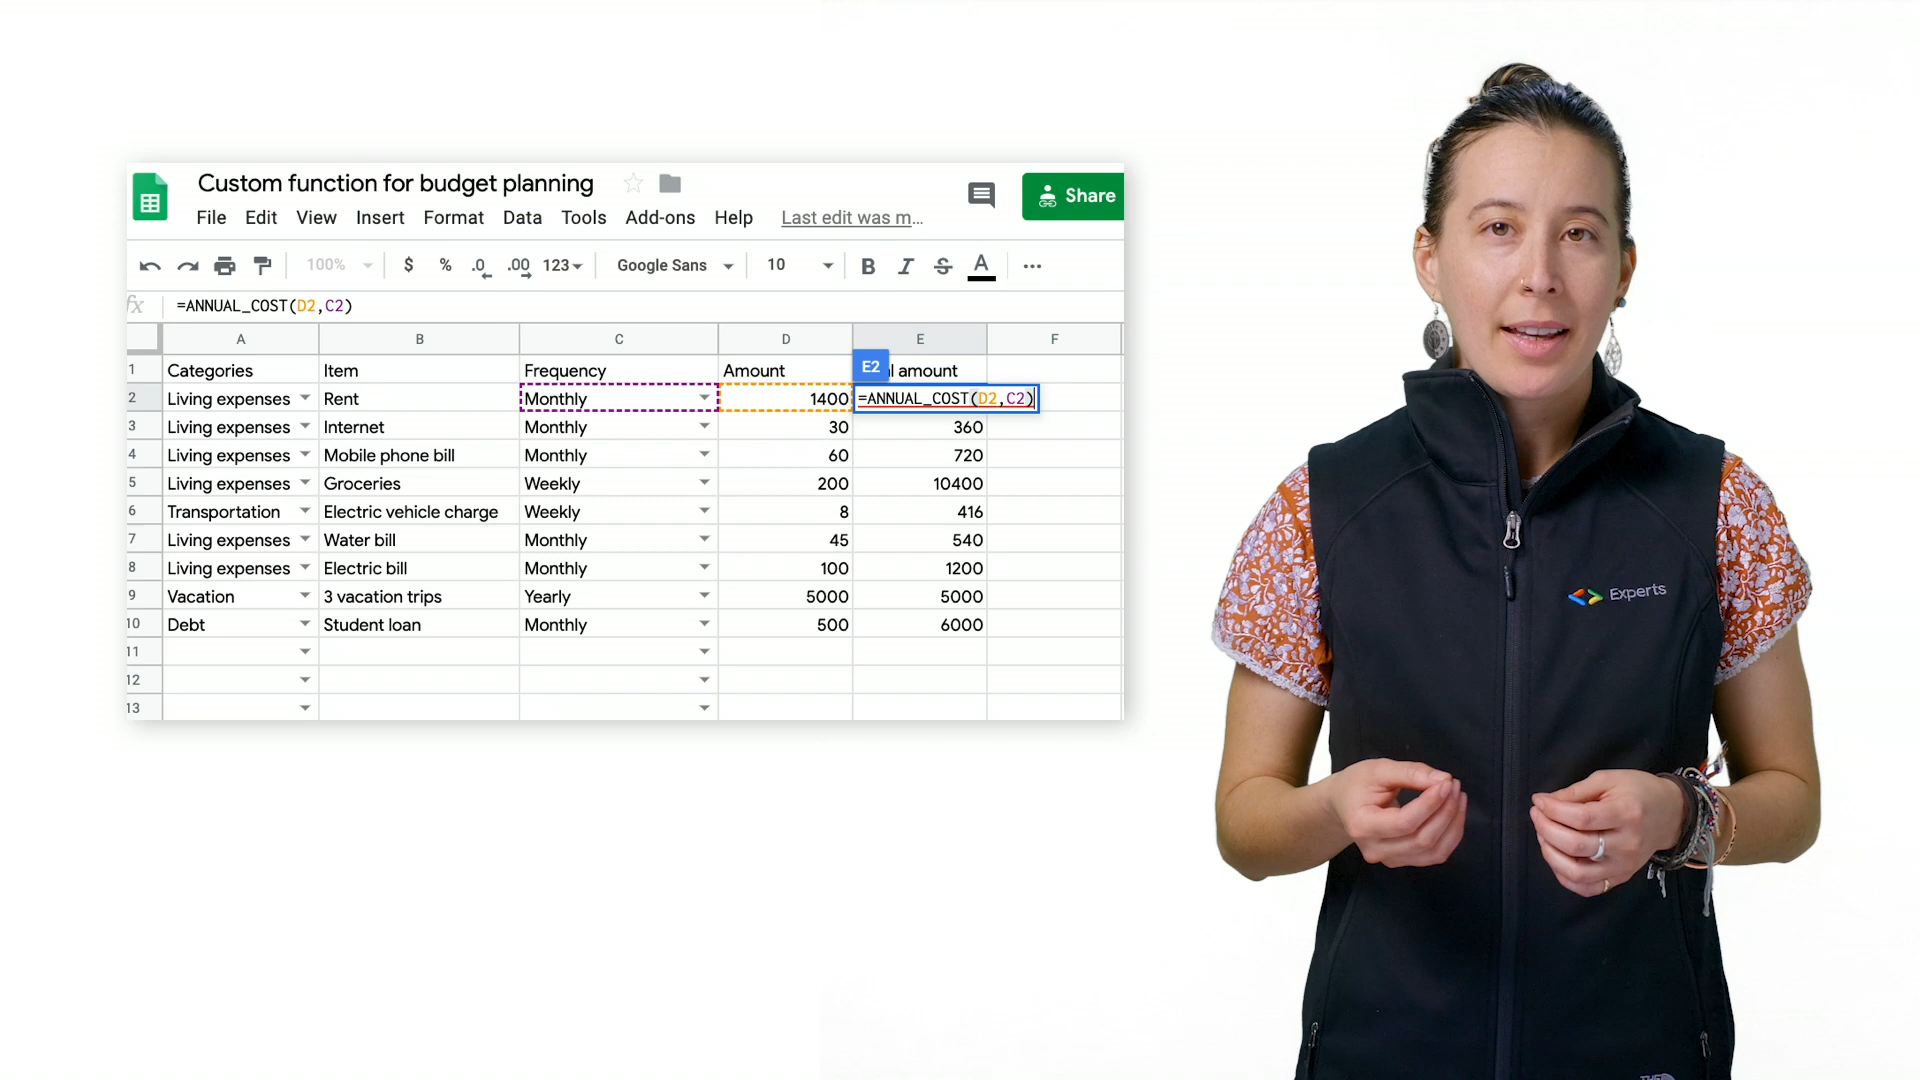 Custom function for budget planning
Share
File Edit View Insert Format Data Tools Add-ons Help Last edit was m...
100% $ % .0 .00 123 Google Sans 10 B I S A ...
fx =ANNUAL_COST(D2,C2)
A B C D E F
1 Categories Item Frequency Amount E2 l amount
2 Living expenses Rent Monthly 1400 =ANNUAL_COST(D2,C2)
3 Living expenses Internet Monthly 30 360
4 Living expenses Mobile phone bill Monthly 60 720
5 Living expenses Groceries Weekly 200 10400
6 Transportation Electric vehicle charge Weekly 8 416
7 Living expenses Water bill Monthly 45 540
8 Living expenses Electric bill Monthly 100 1200
9 Vacation 3 vacation trips Yearly 5000 5000
10 Debt Student loan Monthly 500 6000
11
12
13
Experts